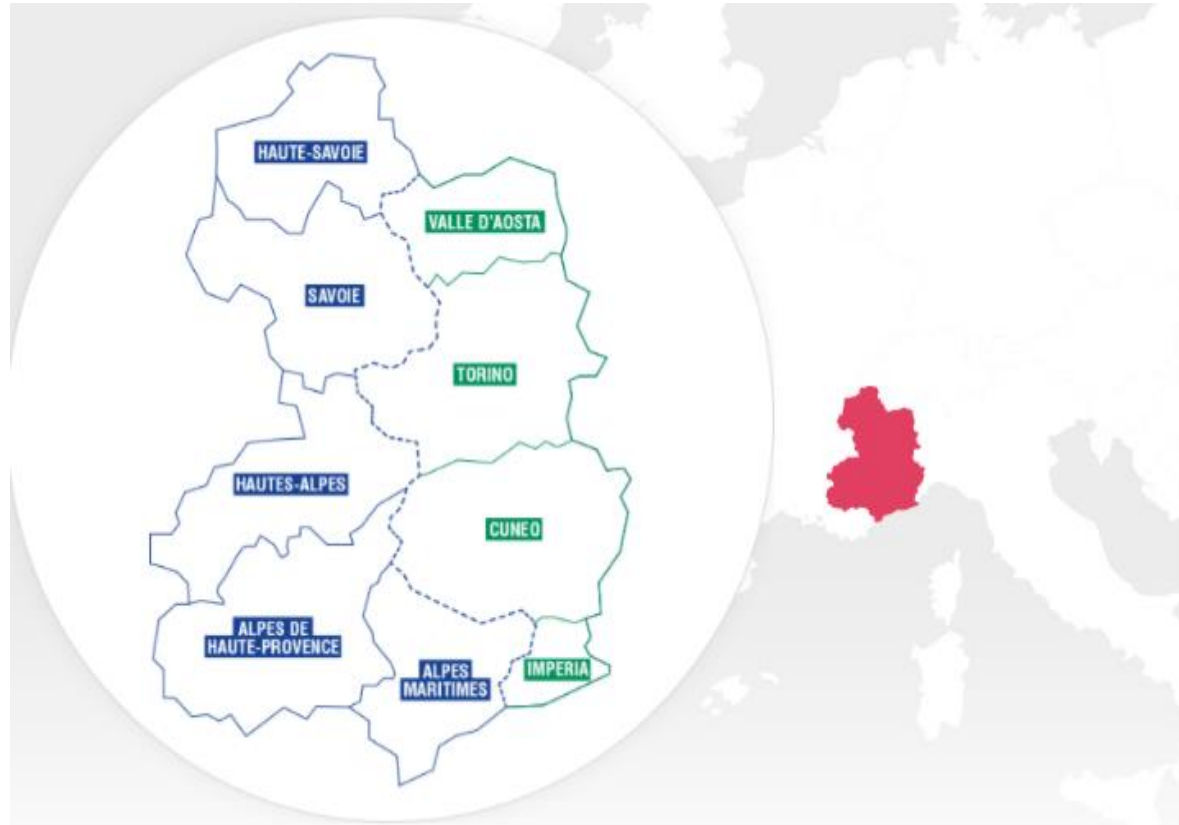 HAUTE-SAVOIE
VALLE D'AOSTA
SAVOIE
TORINO
HAUTES-ALPES
CUNEO
ALPES DE
HAUTE-PROVENCE
ALPES
MARITIMES
IMPERIA